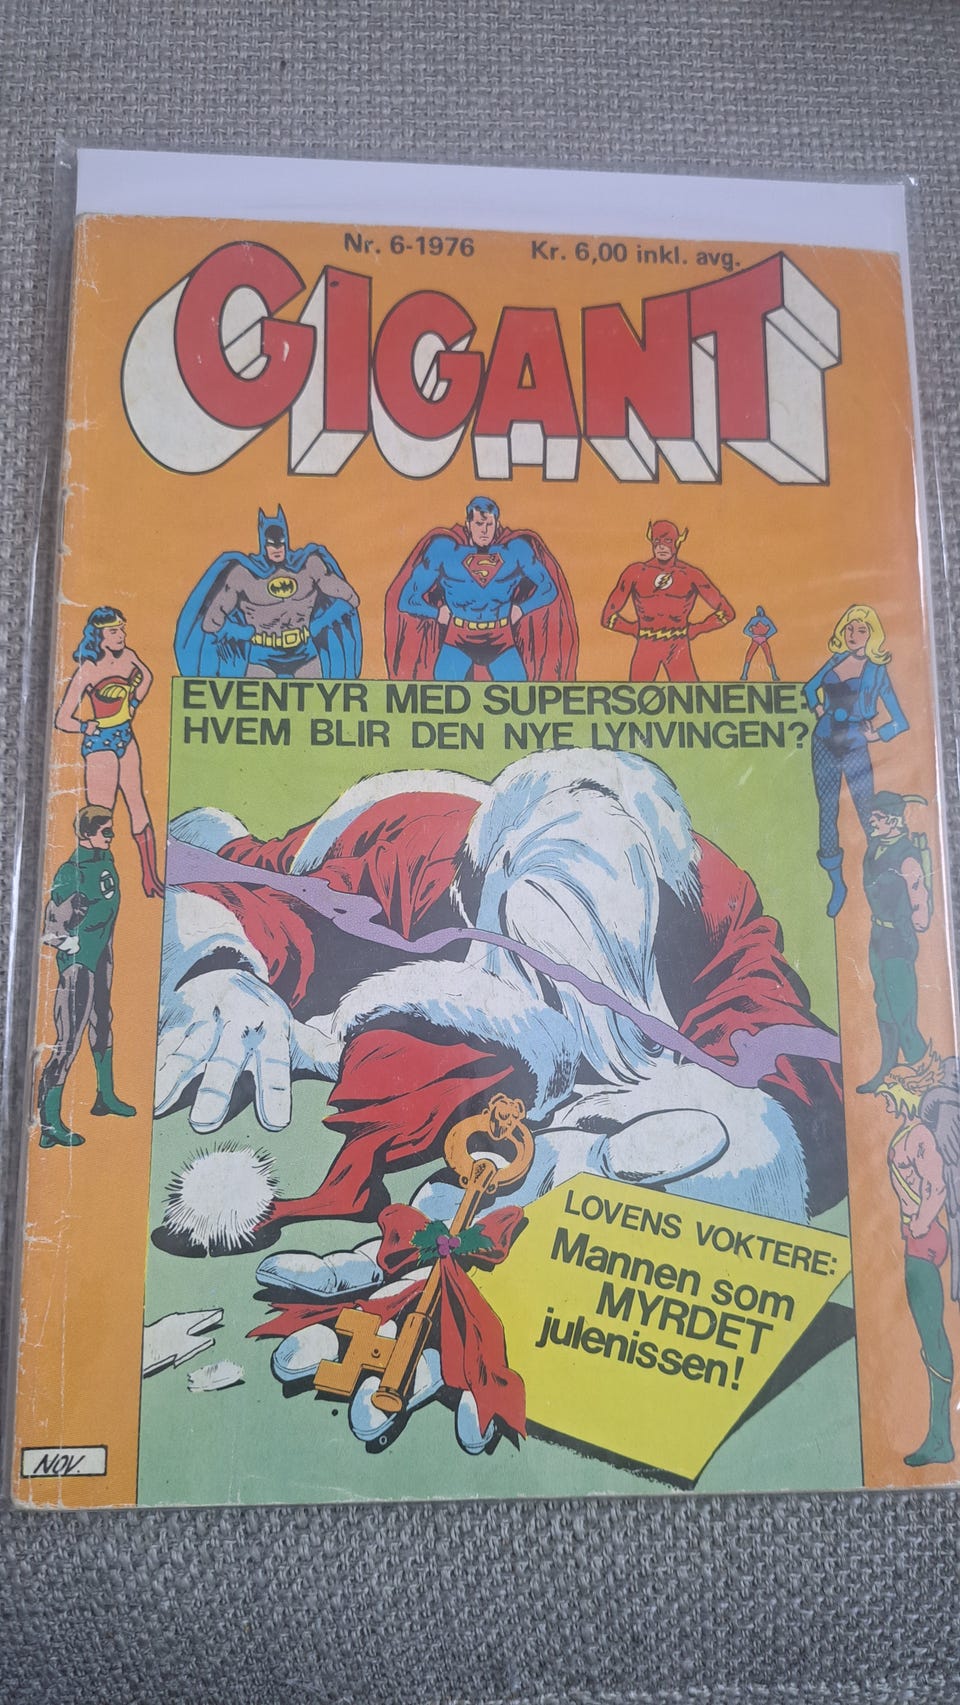 Nr. 6-1976 Kr. 6,00 inkl. avg.
GIGANT
EVENTYR MED SUPERSØNNENE:
HVEM BLIR DEN NYE LYNVINGEN?
LOVENS VOKTERE:
Mannen som
MYRDET
julenissen!
NOV.